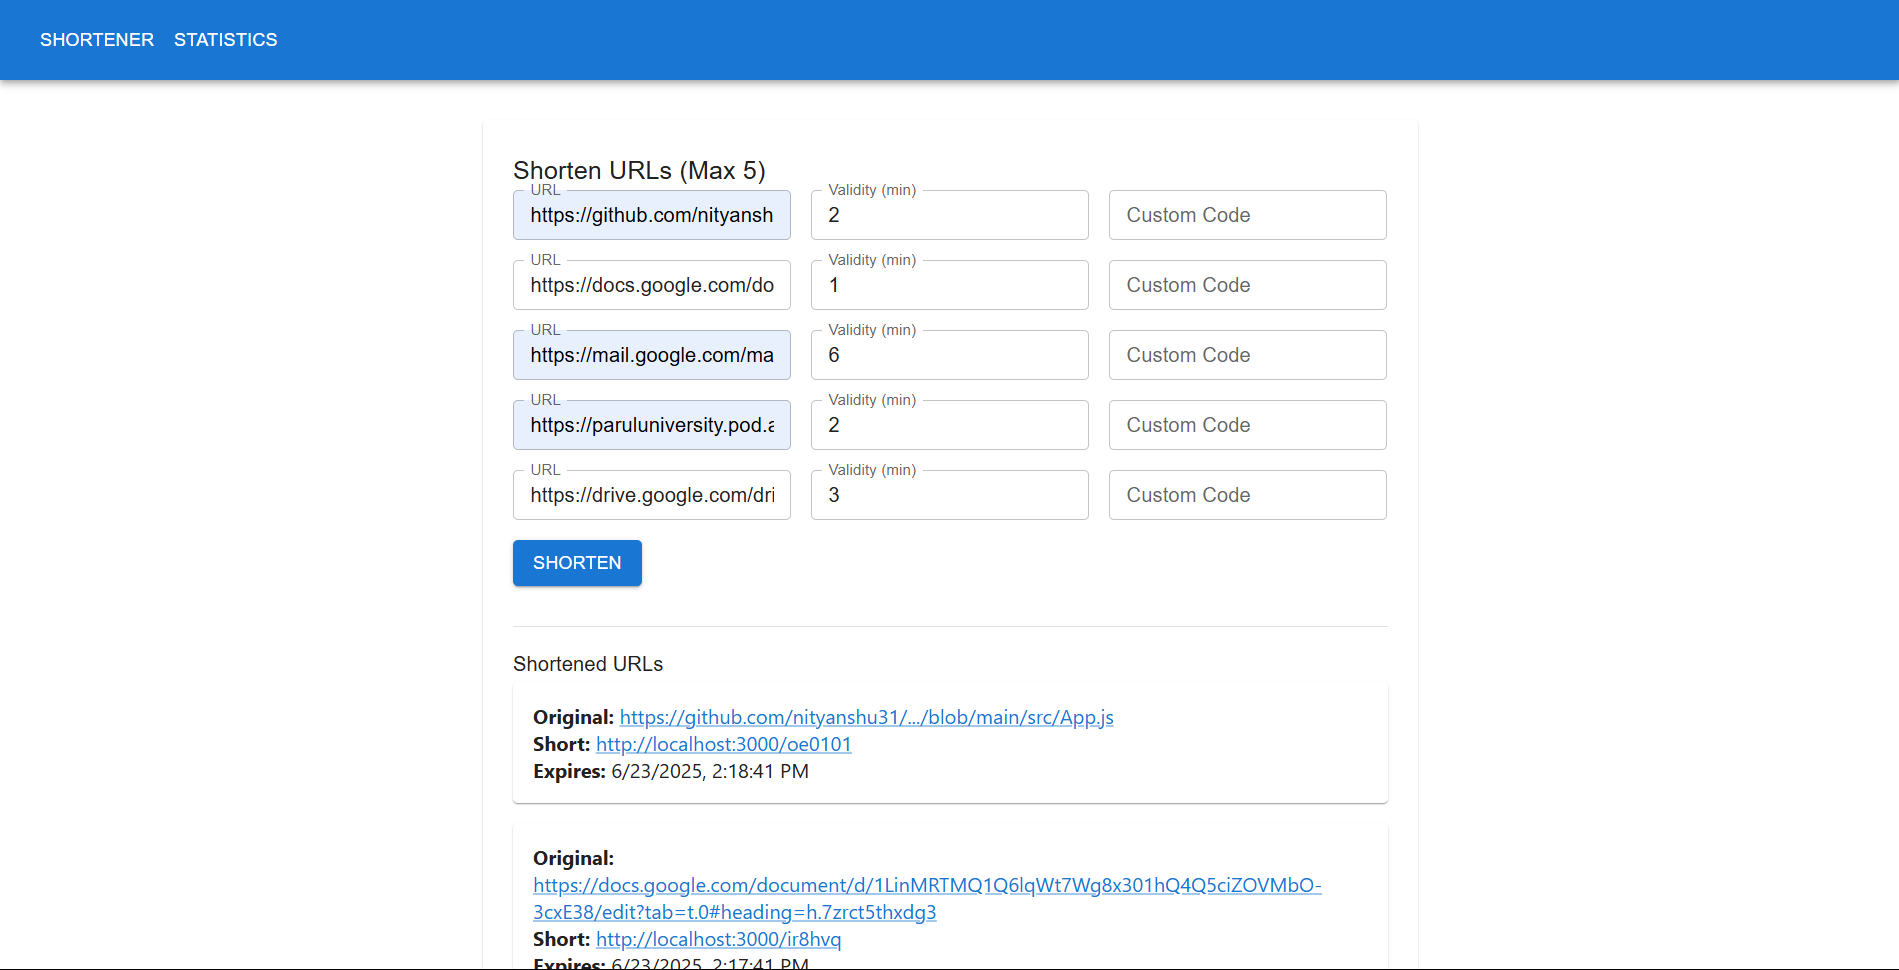 SHORTENER STATISTICS
Shorten URLs (Max 5)
URL Validity (min)
https://github.com/nityansh 2 Custom Code
URL Validity (min)
https://docs.google.com/do 1 Custom Code
URL Validity (min)
https://mail.google.com/ma 6 Custom Code
URL Validity (min)
https://paruluniversity.pod.a 2 Custom Code
URL Validity (min)
https://drive.google.com/dri 3 Custom Code
SHORTEN
Shortened URLs
Original: https://github.com/nityanshu31/.../blob/main/src/App.js
Short: http://localhost:3000/oe0101
Expires: 6/23/2025, 2:18:41 PM
Original:
https://docs.google.com/document/d/1LinMRTMQ1Q6lqWt7Wg8x301hQ4Q5ciZOVMbO-
3cxE38/edit?tab=t.0#heading=h.7zrct5thxdg3
Short: http://localhost:3000/ir8hvq
Expires: 6/23/2025, 2:17:41 PM